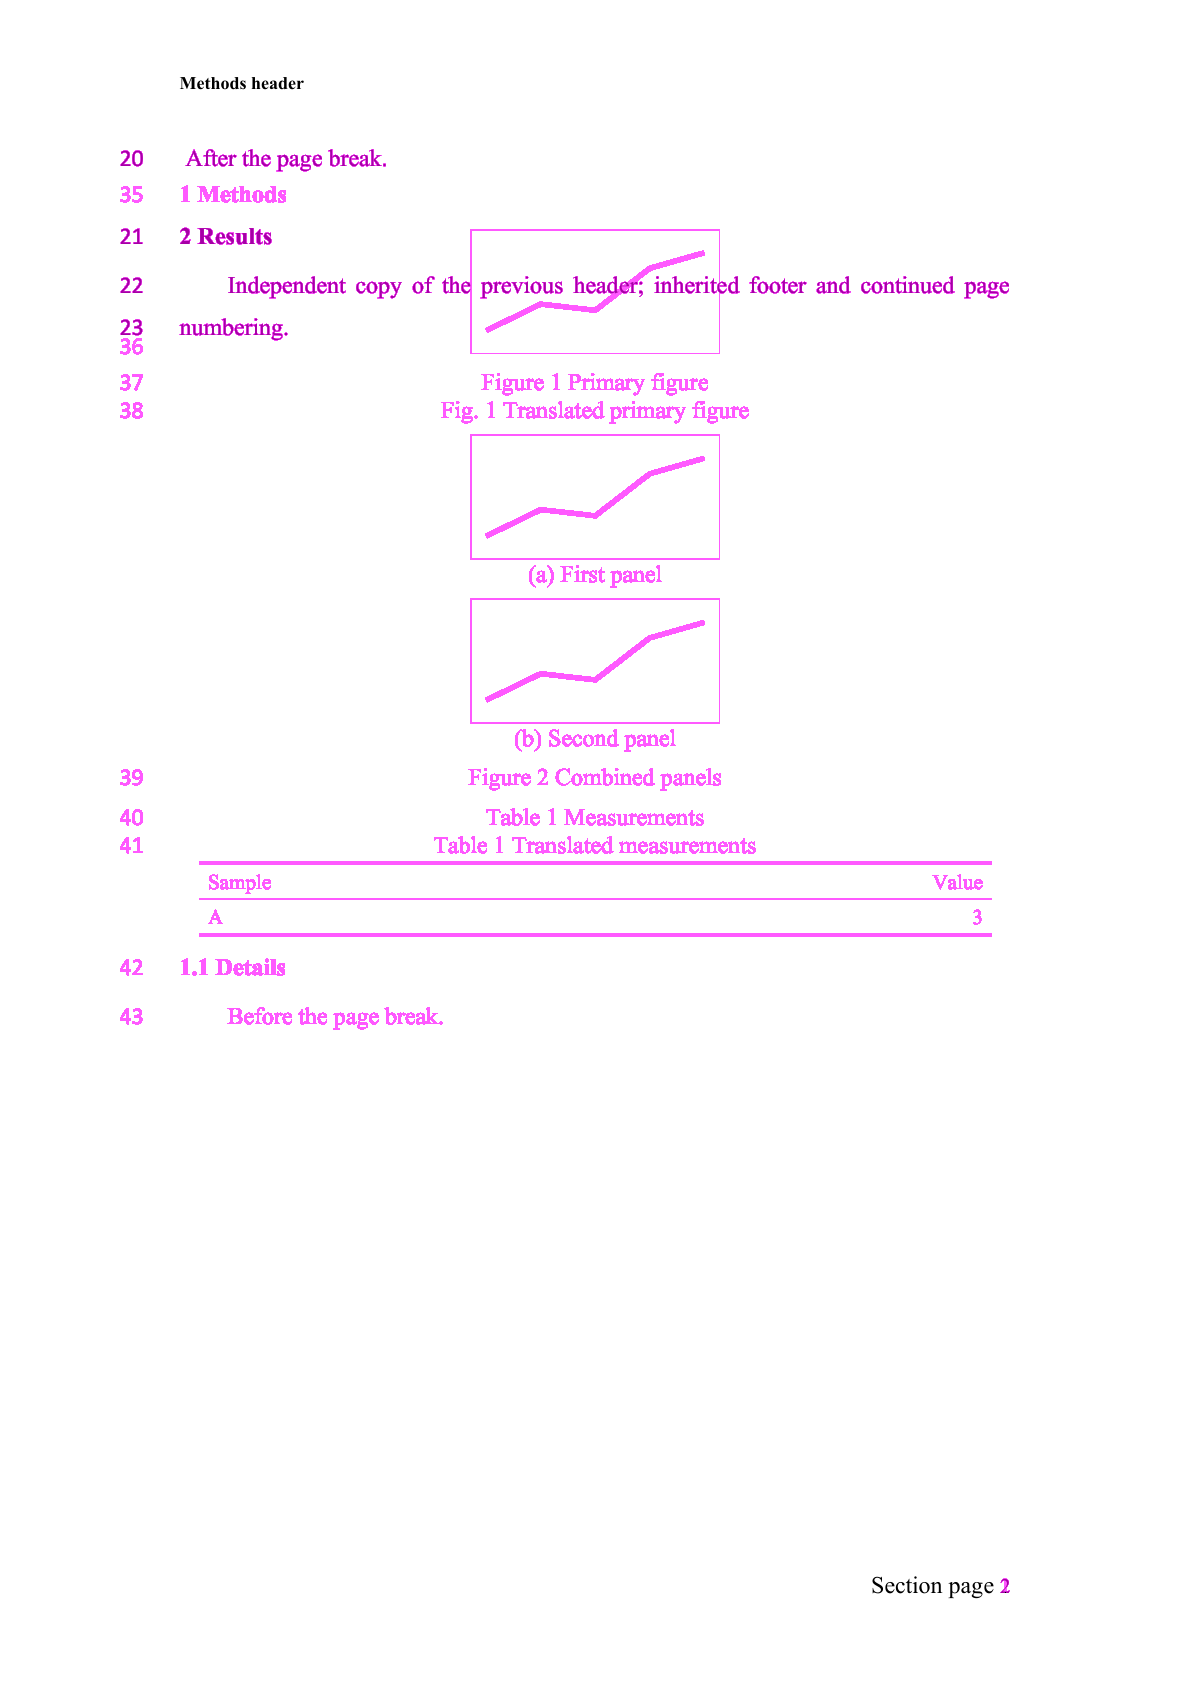 Methods header
20 After the page break.
35 1 Methods
21 2 Results
22 Independent copy of the previous header; inherited footer and continued page
23 numbering.
36
37 Figure 1 Primary figure
38 Fig. 1 Translated primary figure
(a) First panel
(b) Second panel
39 Figure 2 Combined panels
40 Table 1 Measurements
41 Table 1 Translated measurements
Sample Value
A 3
42 1.1 Details
43 Before the page break.
Section page